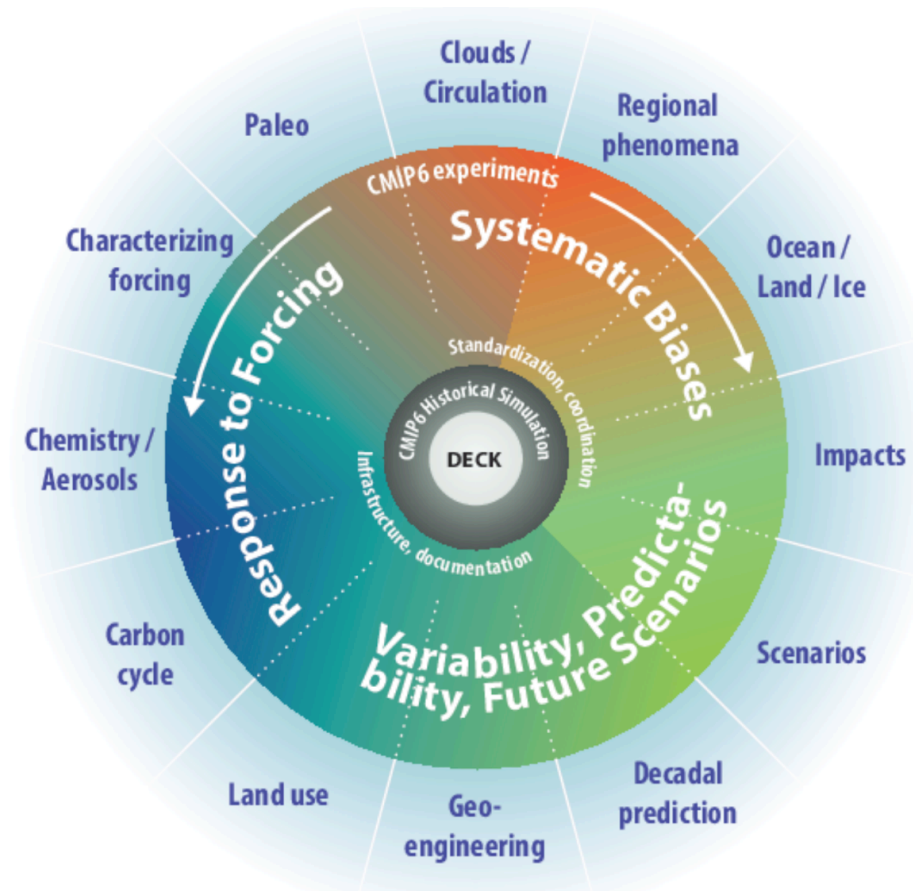 Clouds /
Circulation
Regional
phenomena
Ocean /
Land / Ice
Impacts
Scenarios
Decadal
prediction
Geo-
engineering
Land use
Carbon
cycle
Chemistry /
Aerosols
Characterizing
forcing
Paleo
CMIP6 experiments
Systematic Biases
Variability, Predicta-
bility, Future Scenarios
Response to Forcing
Standardization, coordination
Infrastructure, documentation
CMIP6 Historical Simulation
DECK